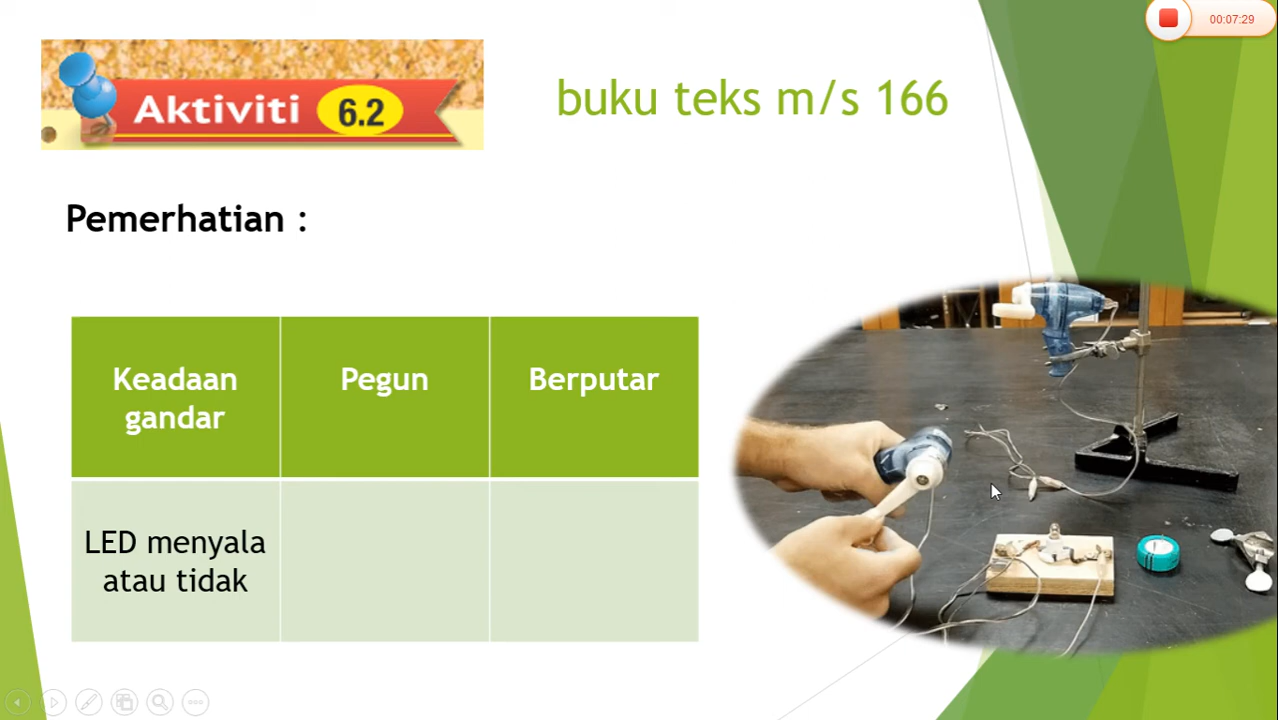 00:07:29
Aktiviti 6.2
buku teks m/s 166
Pemerhatian :
Keadaan
gandar
Pegun
Berputar
LED menyala
atau tidak